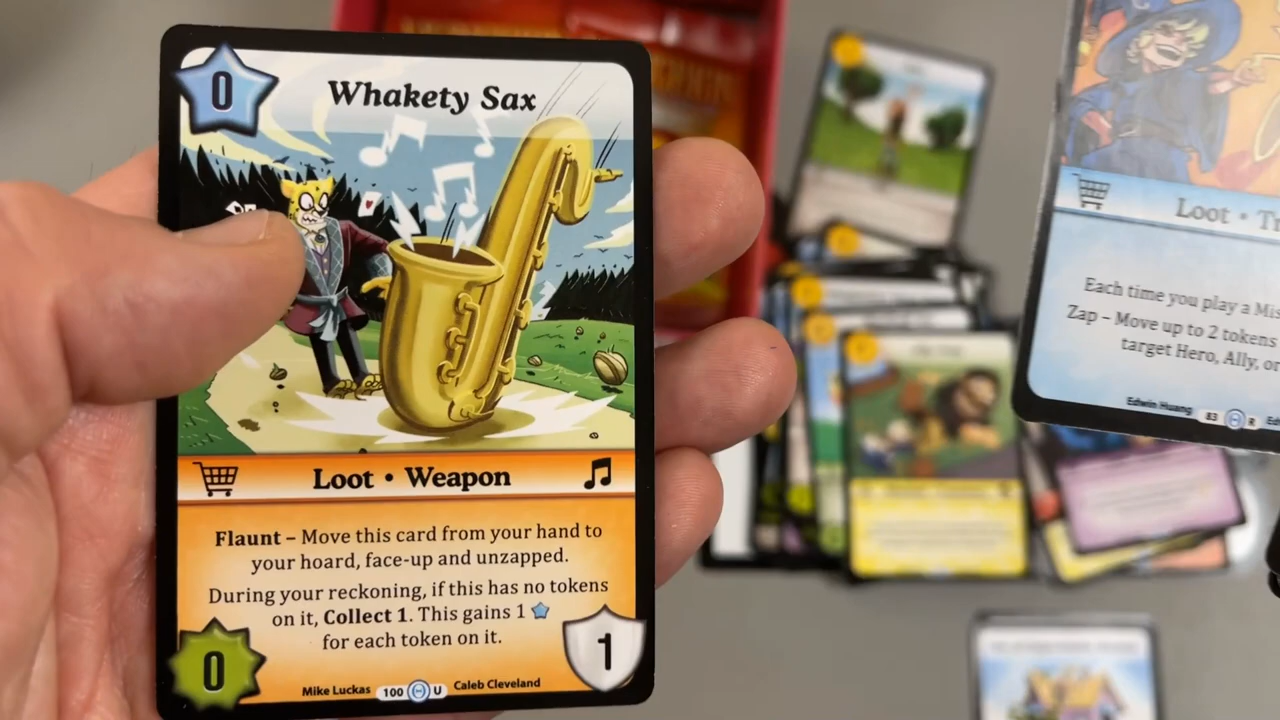 0
Whakety Sax
Loot • Weapon
Flaunt – Move this card from your hand to
your hoard, face-up and unzapped.
During your reckoning, if this has no tokens
on it, Collect 1. This gains 1
for each token on it.
0
1
Mike Luckas 100 U Caleb Cleveland
Loot •
Each time you play a
Zap – Move up to 2 tokens
target Hero, Ally, or
Edwin Huang 83 R